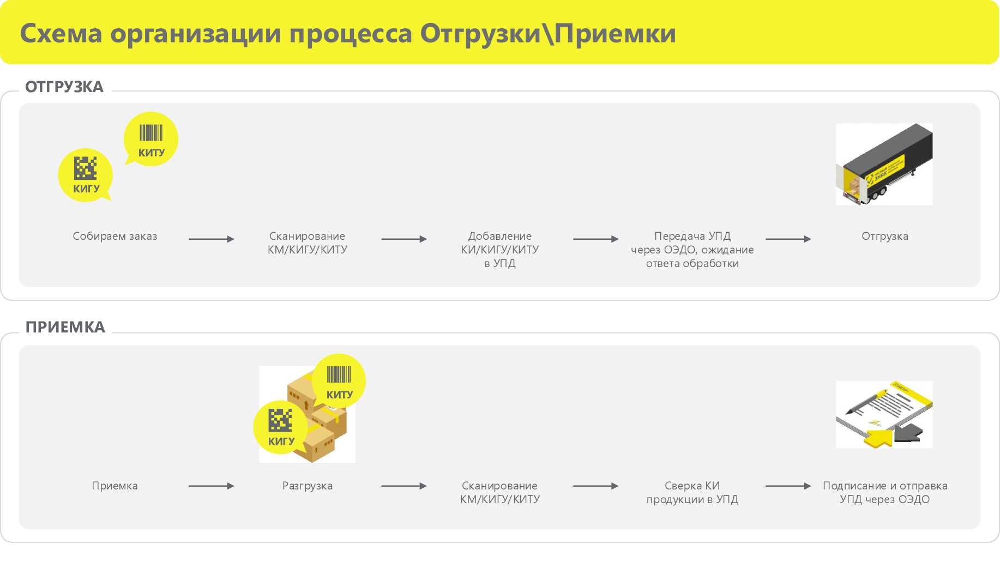 Схема организации процесса Отгрузки\Приемки
ОТГРУЗКА
КИТУ
КИГУ
ЗНАК
Собираем заказ
Сканирование
КМ/КИГУ/КИТУ
Добавление
КИ/КИГУ/КИТУ
в УПД
Передача УПД
через ОЭДО, ожидание
ответа обработки
Отгрузка
ПРИЕМКА
КИТУ
КИГУ
Приемка
Разгрузка
Сканирование
КМ/КИГУ/КИТУ
Сверка КИ
продукции в УПД
Подписание и отправка
УПД через ОЭДО